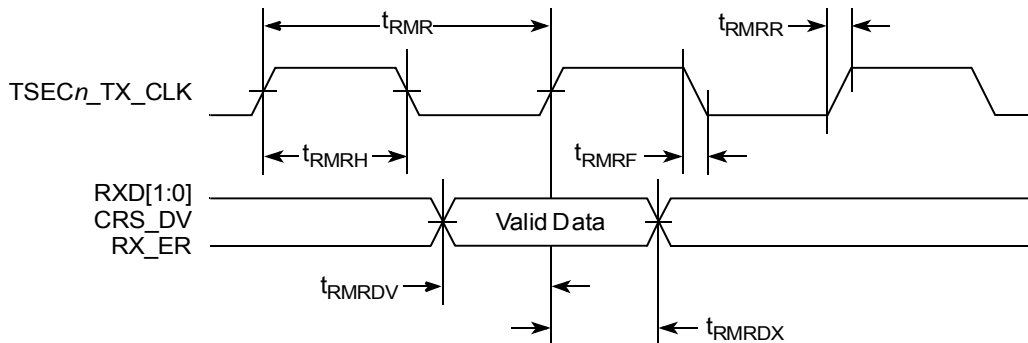 tRMR
tRMRR
TSECn_TX_CLK
tRMRH
tRMRF
RXD[1:0]
CRS_DV
Valid Data
RX_ER
tRMRDV
tRMRDX